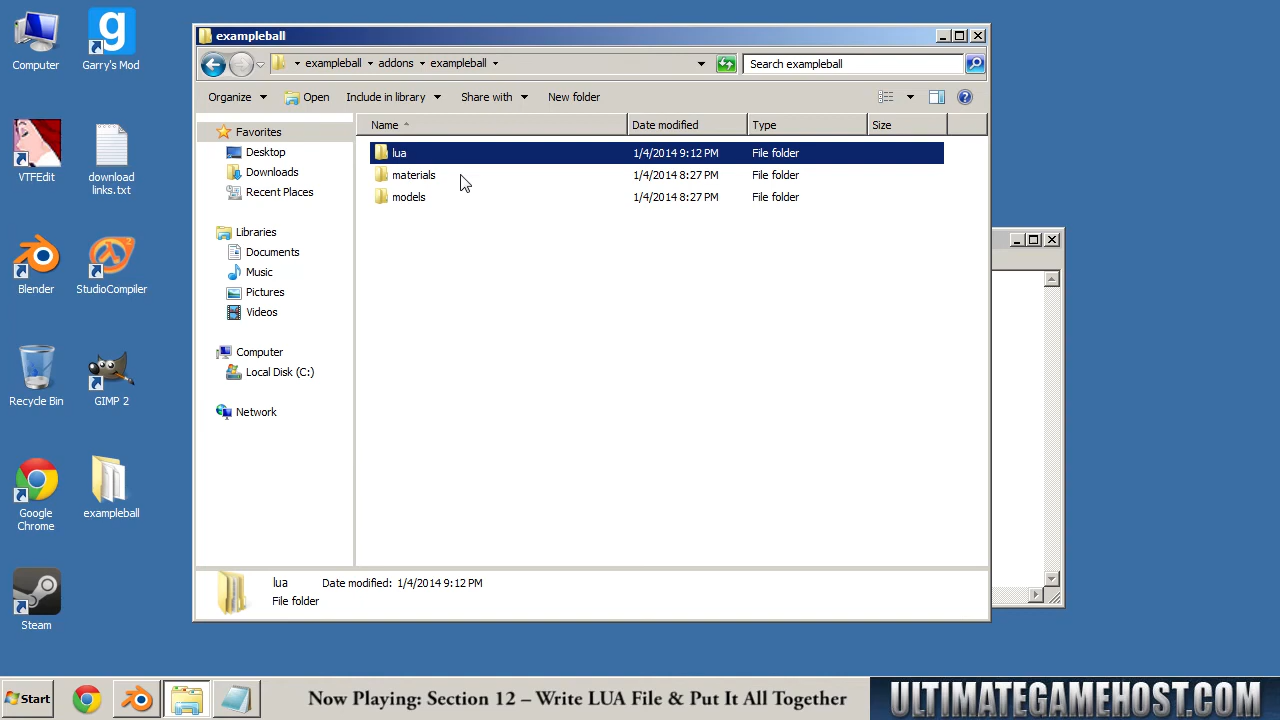 Computer
Garry's Mod
VTFEdit
download
links.txt
Blender
StudioCompiler
Recycle Bin
GIMP 2
Google
Chrome
exampleball
Steam
exampleball
exampleball addons exampleball
Search exampleball
Organize Open Include in library Share with New folder
Name Date modified Type Size
Favorites
Desktop
Downloads
Recent Places
Libraries
Documents
Music
Pictures
Videos
Computer
Local Disk (C:)
Network
lua 1/4/2014 9:12 PM File folder
materials 1/4/2014 8:27 PM File folder
models 1/4/2014 8:27 PM File folder
lua Date modified: 1/4/2014 9:12 PM
File folder
Start
Now Playing: Section 12 – Write LUA File & Put It All Together
ULTIMATEGAMEHOST.COM